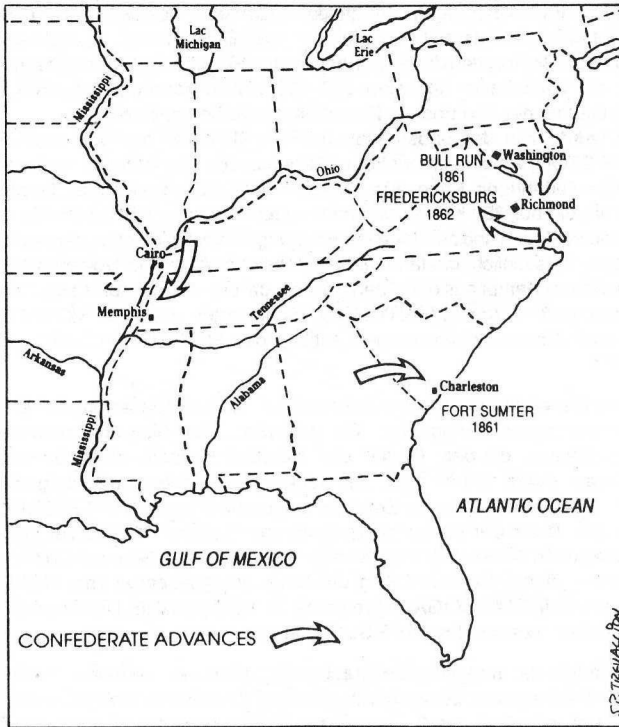 Lac
Michigan
Lac
Erie
Mississippi
Ohio
BULL RUN
1861
Washington
FREDERICKSBURG
1862
Richmond
Cairo
Memphis
Tennessee
Arkansas
Mississippi
Alabama
Charleston
FORT SUMTER
1861
ATLANTIC OCEAN
GULF OF MEXICO
CONFEDERATE ADVANCES